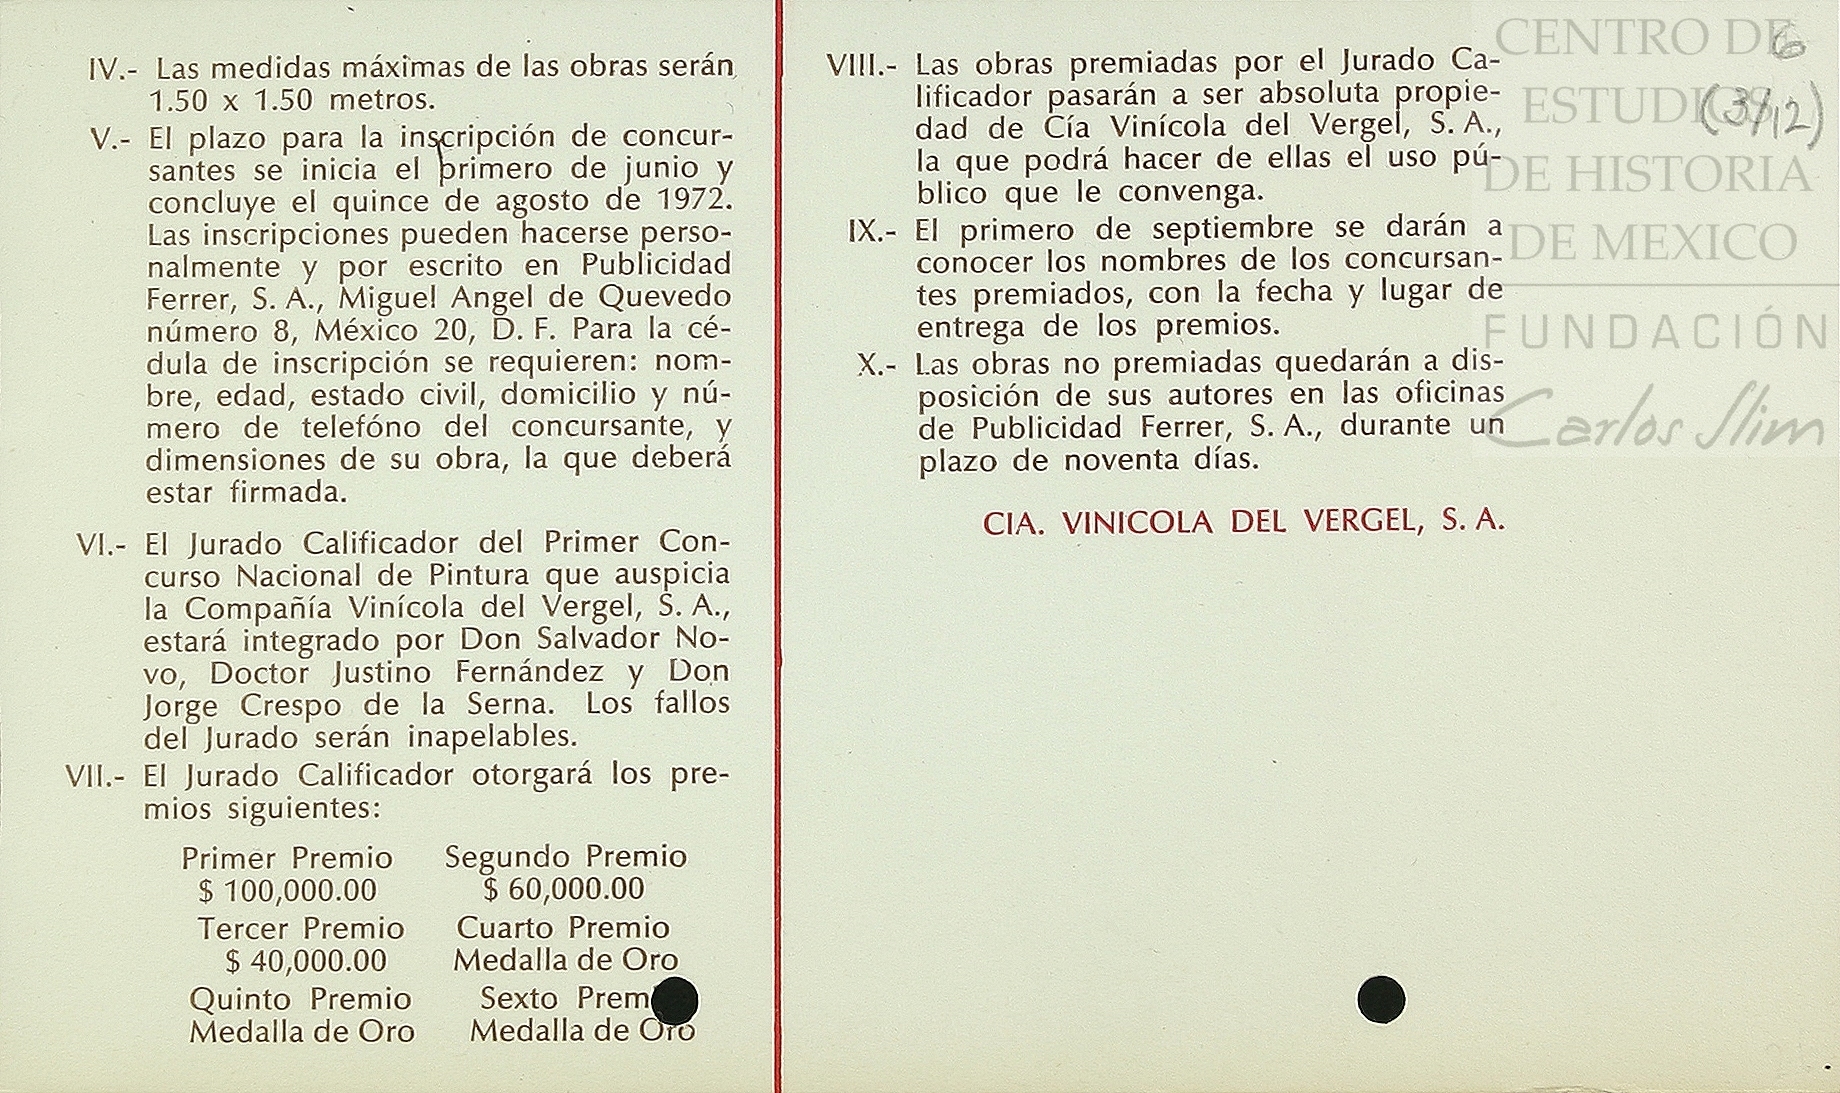 IV.- Las medidas máximas de las obras serán
1.50 x 1.50 metros.
V.- El plazo para la inscripción de concur-
santes se inicia el primero de junio y
concluye el quince de agosto de 1972.
Las inscripciones pueden hacerse perso-
nalmente y por escrito en Publicidad
Ferrer, S. A., Miguel Angel de Quevedo
número 8, México 20, D. F. Para la cé-
dula de inscripción se requieren: nom-
bre, edad, estado civil, domicilio y nú-
mero de telefóno del concursante, y
dimensiones de su obra, la que deberá
estar firmada.
VI.- El Jurado Calificador del Primer Con-
curso Nacional de Pintura que auspicia
la Compañía Vinícola del Vergel, S. A.,
estará integrado por Don Salvador No-
vo, Doctor Justino Fernández y Don
Jorge Crespo de la Serna. Los fallos
del Jurado serán inapelables.
VII.- El Jurado Calificador otorgará los pre-
mios siguientes:
Primer Premio Segundo Premio
$ 100,000.00 $ 60,000.00
Tercer Premio Cuarto Premio
$ 40,000.00 Medalla de Oro
Quinto Premio Sexto Prem
Medalla de Oro Medalla de Oro
VIII.- Las obras premiadas por el Jurado Ca-
lificador pasarán a ser absoluta propie-
dad de Cía Vinícola del Vergel, S. A.,
la que podrá hacer de ellas el uso pú-
blico que le convenga.
IX.- El primero de septiembre se darán a
conocer los nombres de los concursan-
tes premiados, con la fecha y lugar de
entrega de los premios.
X.- Las obras no premiadas quedarán a dis-
posición de sus autores en las oficinas
de Publicidad Ferrer, S. A., durante un
plazo de noventa días.
CIA. VINICOLA DEL VERGEL, S. A.
6
(3/12)
CENTRO DE
ESTUDIOS
DE HISTORIA
DE MEXICO
FUNDACIÓN
Carlos Slim